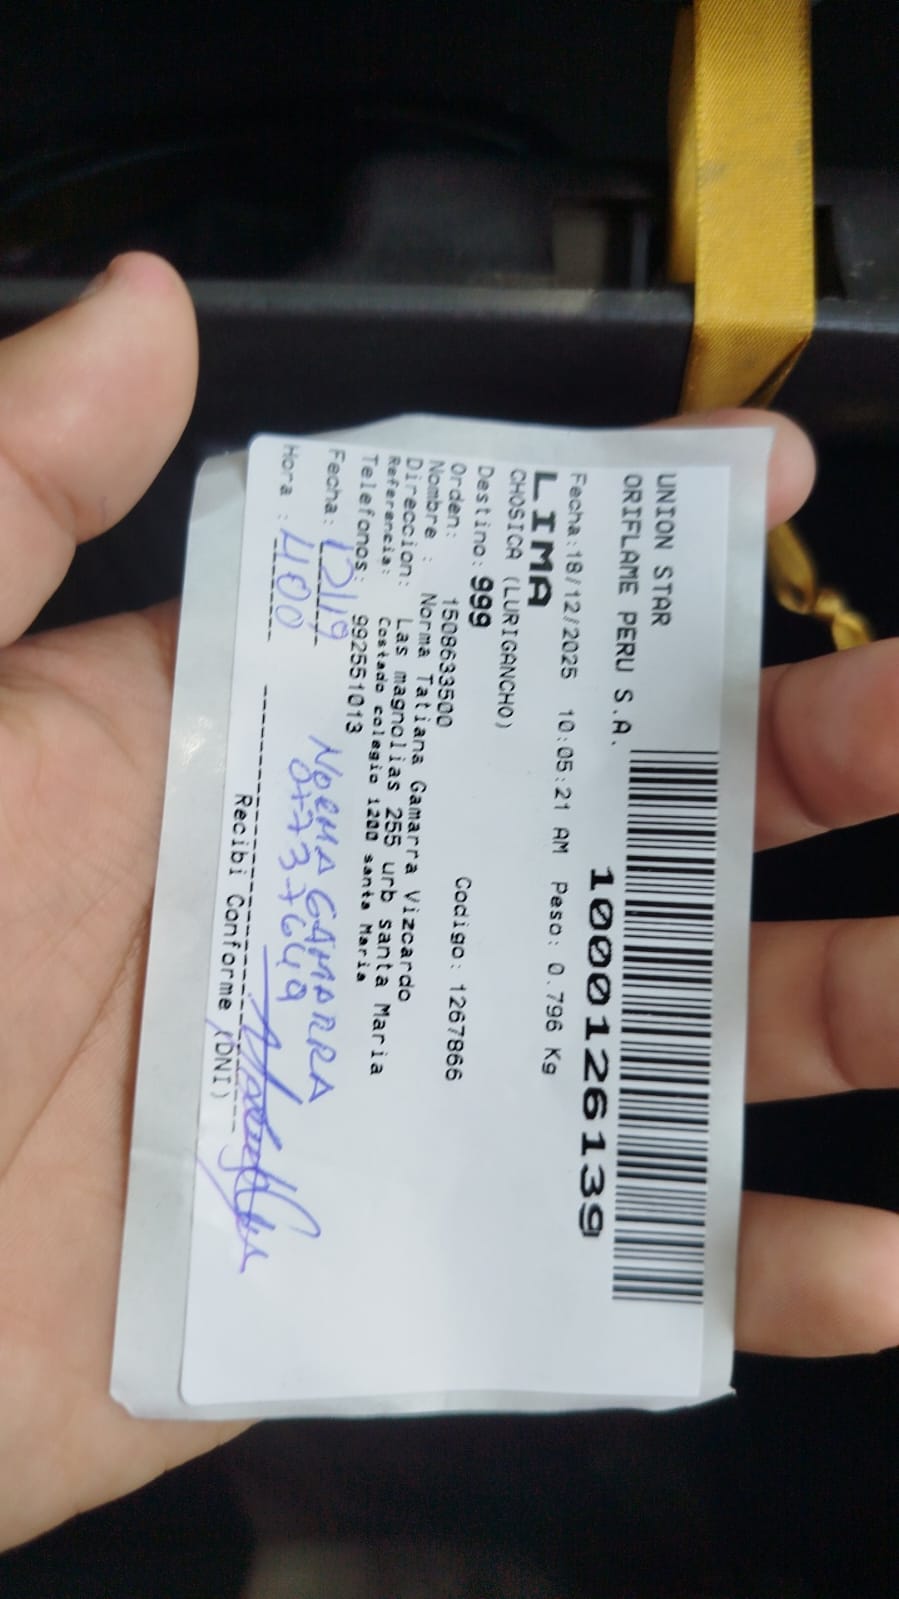 UNION STAR
ORIFLAME PERU S.A.
10001126139
Fecha:18/12/2025 10:05:21 AM Peso: 0.796 Kg
LIMA
CHOSICA (LURIGANCHO)
Destino: 999
Orden: 1508633500 Codigo: 1267866
Nombre : Norma Tatiana Gamarra Vizcardo
Direccion: Las magnolias 255 urb santa Maria
Referencia: Costado colegio 1200 santa Maria
Telefonos: 992551013
Fecha: 12/19 NORMA GAMARRA
Hora : 400
Recibi Conforme (DNI)